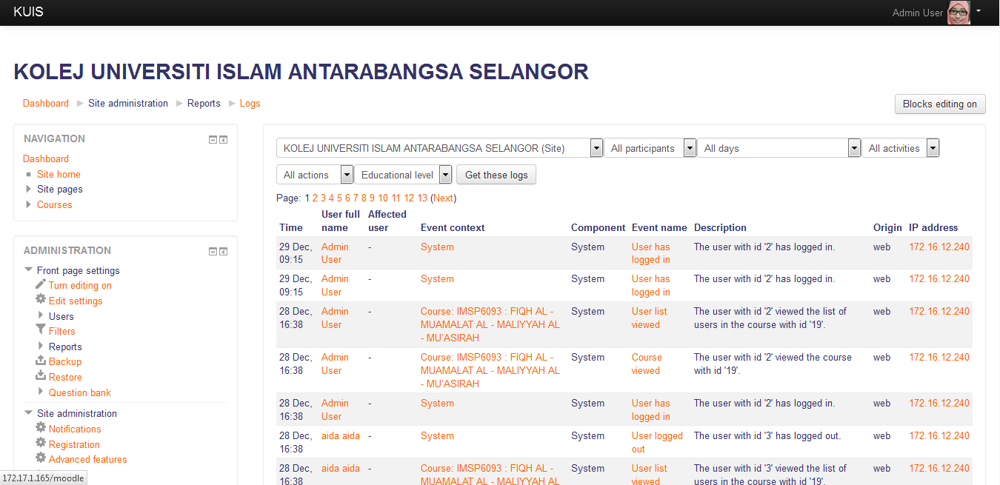 KUIS
Admin User
KOLEJ UNIVERSITI ISLAM ANTARABANGSA SELANGOR
Dashboard Site administration Reports Logs
Blocks editing on
NAVIGATION
Dashboard
Site home
Site pages
Courses
ADMINISTRATION
Front page settings
Turn editing on
Edit settings
Users
Filters
Reports
Backup
Restore
Question bank
Site administration
Notifications
Registration
Advanced features
172.17.1.165/moodle
KOLEJ UNIVERSITI ISLAM ANTARABANGSA SELANGOR (Site) All participants All days All activities
All actions Educational level Get these logs
Page: 1 2 3 4 5 6 7 8 9 10 11 12 13 (Next)
User full Affected
Time name user Event context Component Event name Description Origin IP address
29 Dec, Admin - System System User has The user with id '2' has logged in. web 172.16.12.240
09:15 User logged in
29 Dec, Admin - System System User has The user with id '2' has logged in. web 172.16.12.240
09:15 User logged in
28 Dec, Admin - Course: IMSP6093 : FIQH AL - System User list The user with id '2' viewed the list of web 172.16.12.240
16:38 User MUAMALAT AL - MALIYYAH AL viewed users in the course with id '19'.
- MU'ASIRAH
28 Dec, Admin - Course: IMSP6093 : FIQH AL - System Course The user with id '2' viewed the course web 172.16.12.240
16:38 User MUAMALAT AL - MALIYYAH AL viewed with id '19'.
- MU'ASIRAH
28 Dec, Admin - System System User has The user with id '2' has logged in. web 172.16.12.240
16:38 User logged in
28 Dec, aida aida - System System User logged The user with id '3' has logged out. web 172.16.12.240
16:38 out
28 Dec, aida aida - Course: IMSP6093 : FIQH AL - System User list The user with id '3' viewed the list of web 172.16.12.240
16:38 MUAMALAT AL - MALIYYAH AL viewed users in the course with id '19'.